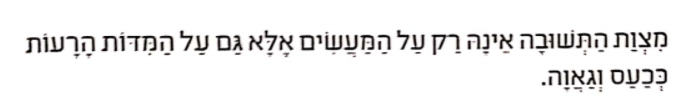 מִצְוַת הַתְּשׁוּבָה אֵינָהּ רַק עַל הַמַּעֲשִׂים אֶלָּא גַּם עַל הַמִּדּוֹת הָרָעוֹת
כְּכַעַס וְגַאֲוָה.